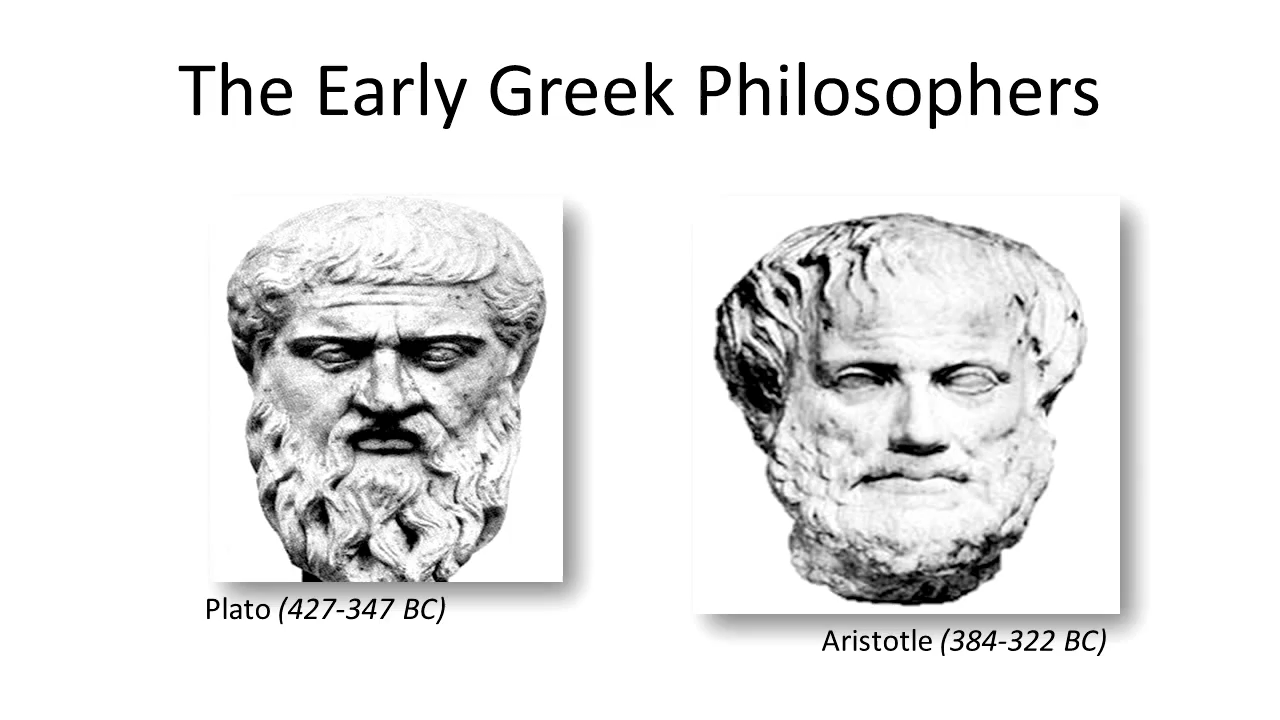 The Early Greek Philosophers
Plato (427-347 BC)
Aristotle (384-322 BC)